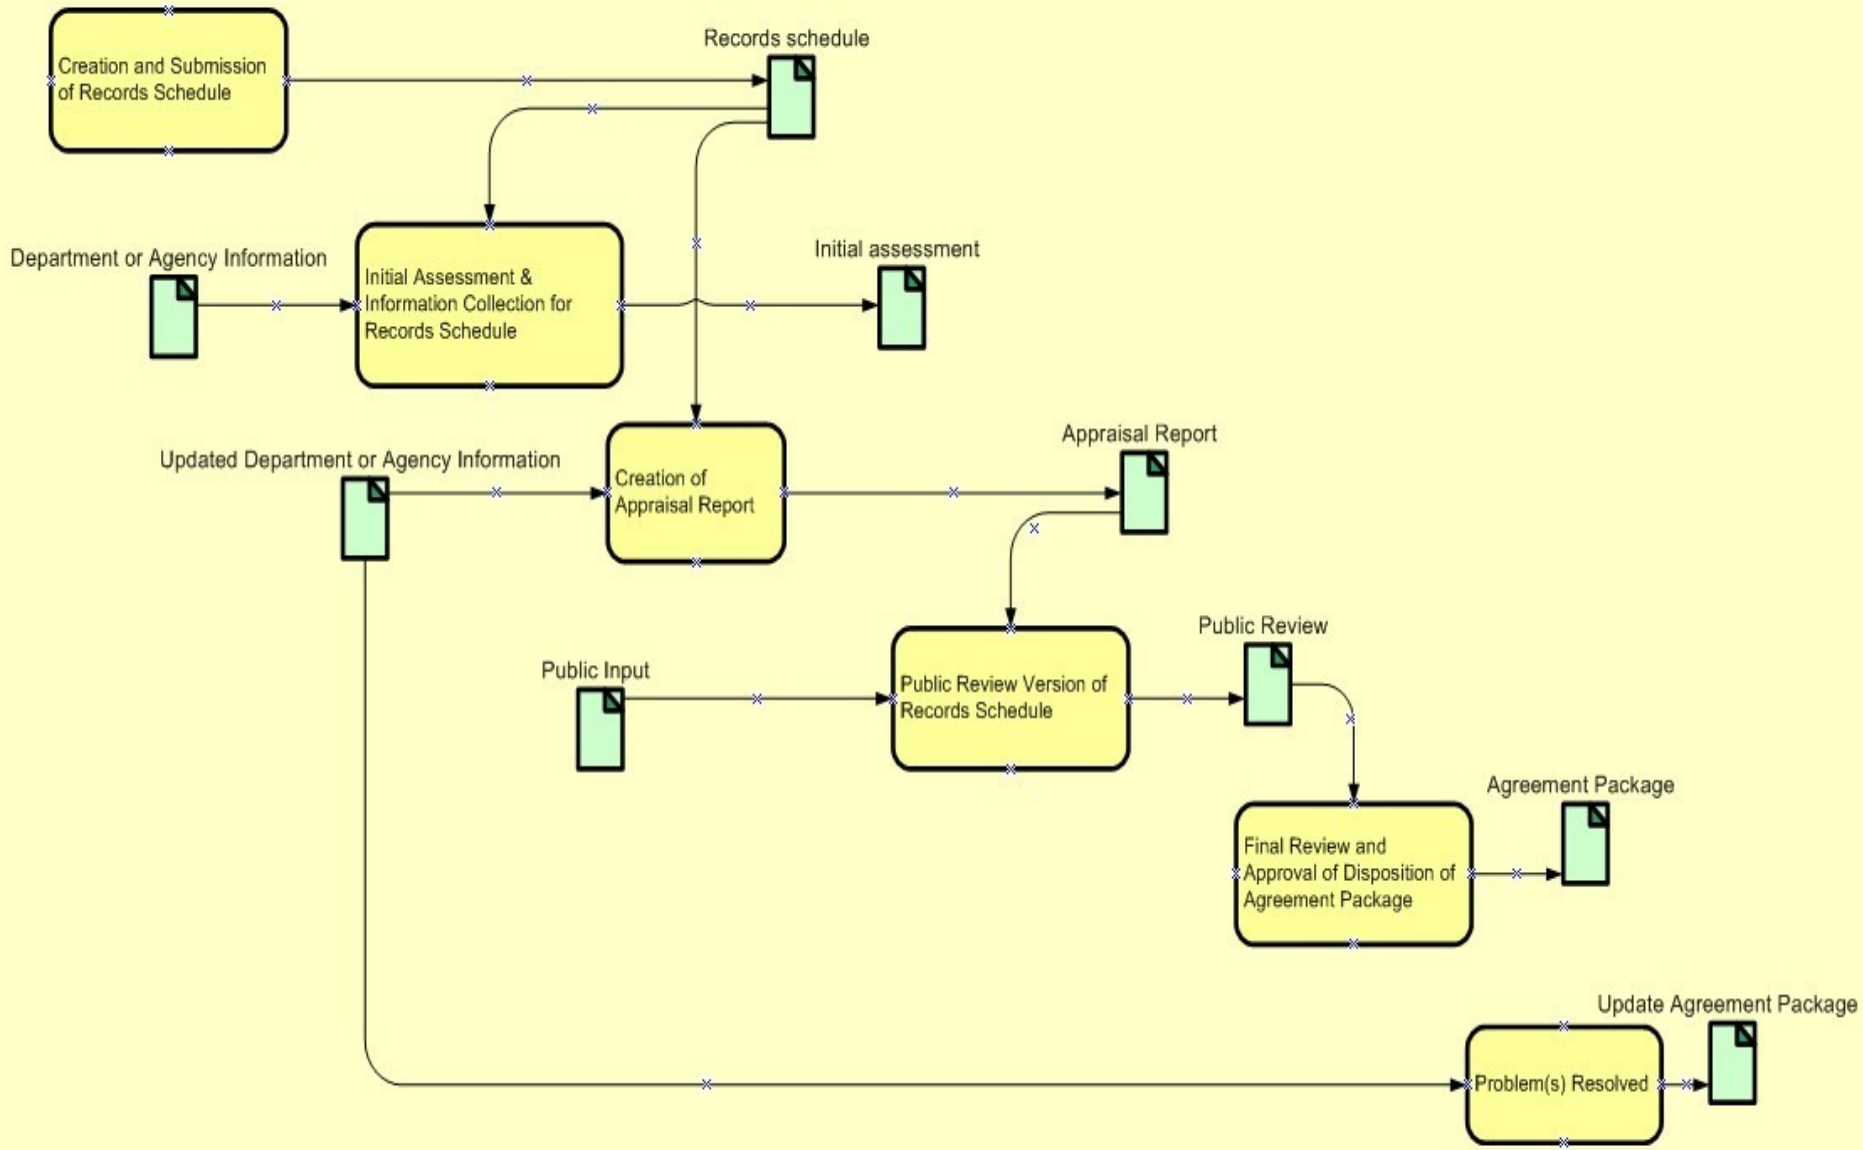 Records schedule
Creation and Submission
of Records Schedule
Department or Agency Information
Initial Assessment &
Information Collection for
Records Schedule
Initial assessment
Updated Department or Agency Information
Creation of
Appraisal Report
Appraisal Report
Public Input
Public Review Version of
Records Schedule
Public Review
Final Review and
Approval of Disposition of
Agreement Package
Agreement Package
Problem(s) Resolved
Update Agreement Package